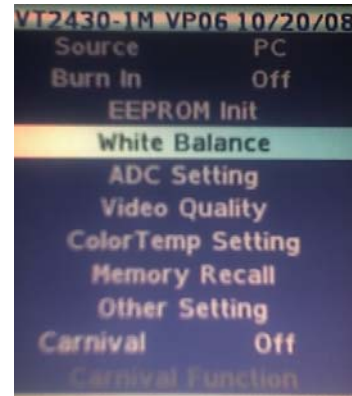 VT2430-1M VP06 10/20/08
Source PC
Burn In Off
EEPROM Init
White Balance
ADC Setting
Video Quality
ColorTemp Setting
Memory Recall
Other Setting
Carnival Off
Carnival Function